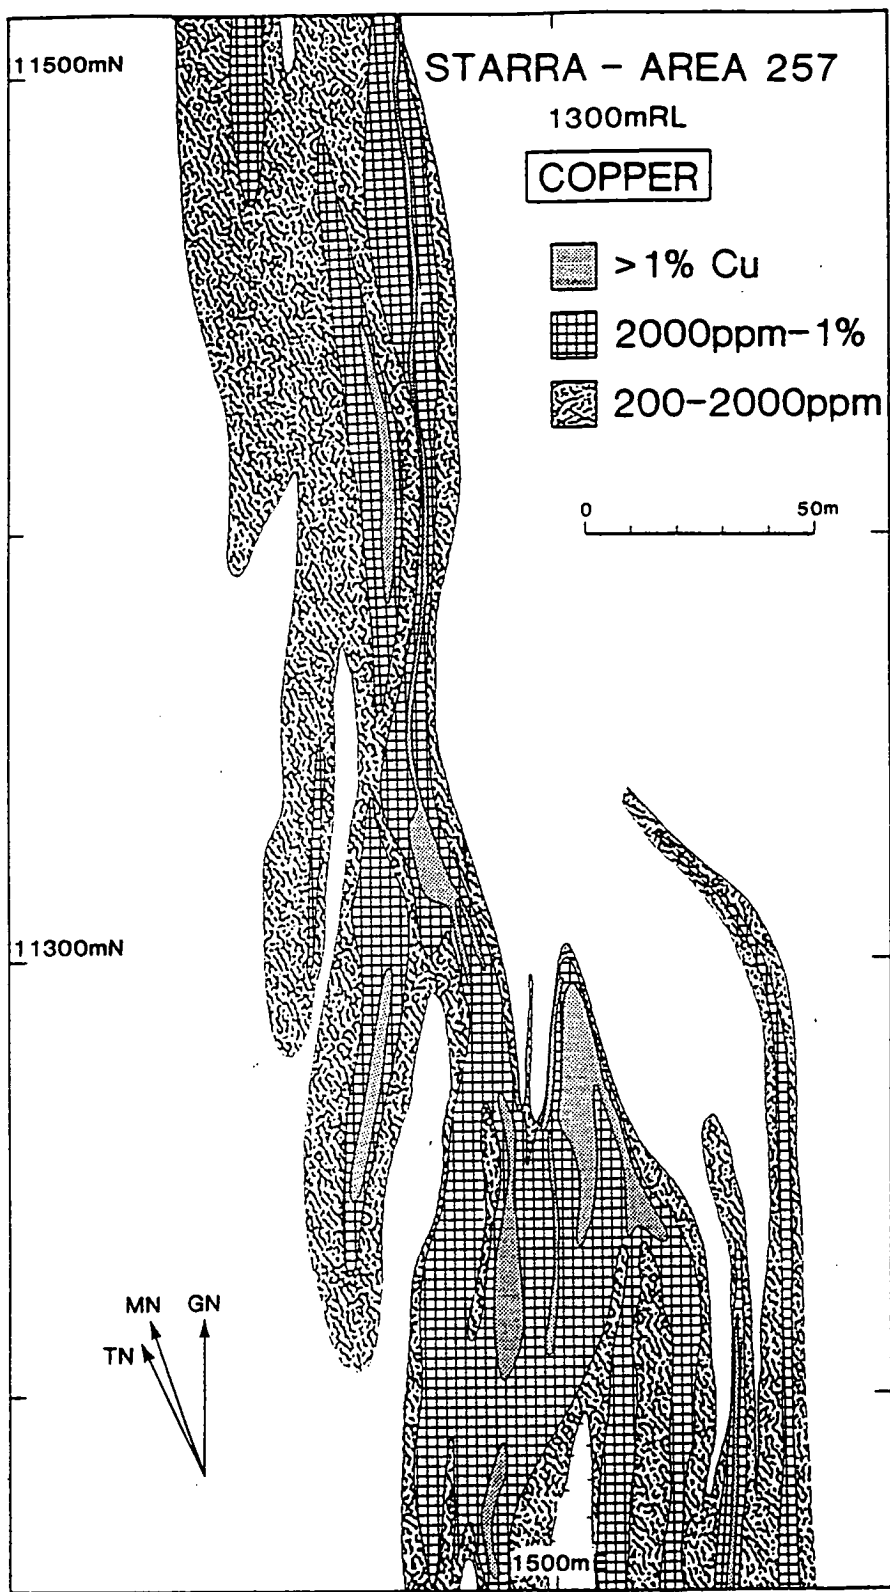 11500mN
STARRA - AREA 257
1300mRL
COPPER
>1% Cu
2000ppm-1%
200-2000ppm
0 50m
11300mN
MN GN
TN
1500m